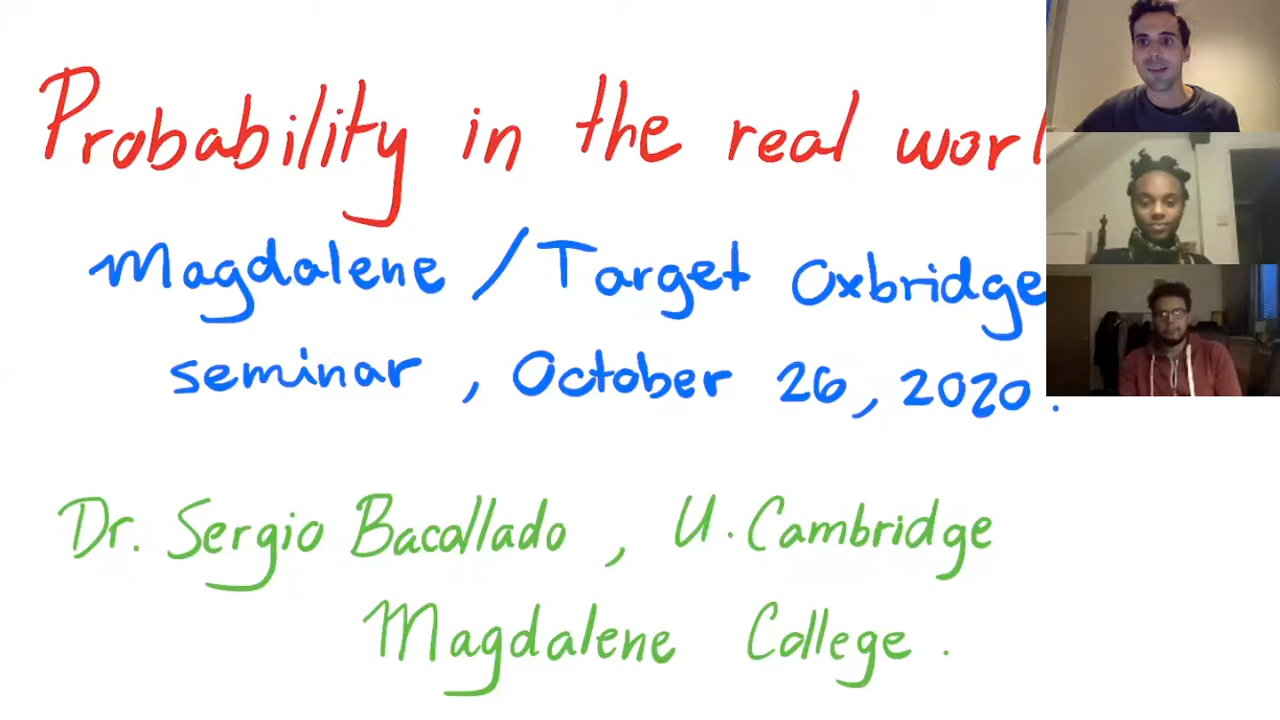 Probability in the real worl
Magdalene / Target Oxbridge
seminar, October 26, 2020.
Dr. Sergio Bacallado, U. Cambridge
Magdalene College.